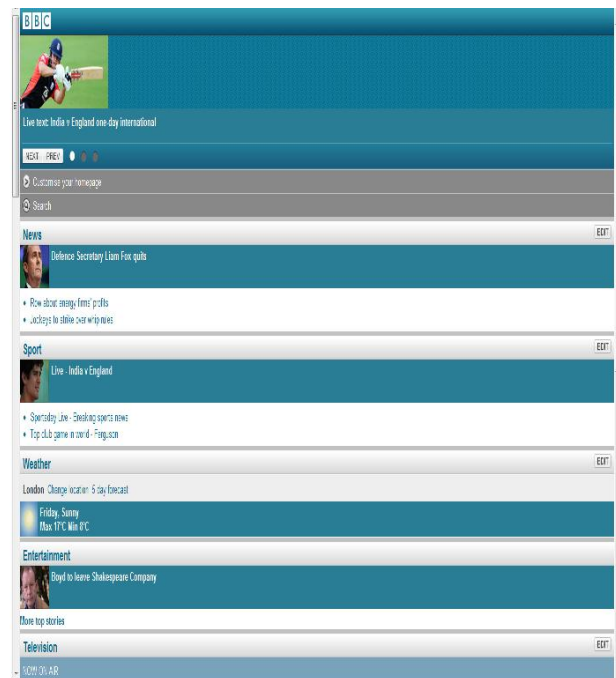 BBC
Live text: India v England one-day international
NEXT PREV
Customise your homepage
Search
News EDIT
Defence Secretary Liam Fox quits
Row about energy firms' profits
Jockeys to strike over whip rules
Sport EDIT
Live - India v England
Sportsday Live - Breaking sports news
Top club game in world - Ferguson
Weather EDIT
London Change location 5 day forecast
Friday, Sunny
Max 17°C Min 8°C
Entertainment
Boyd to leave Shakespeare Company
More top stories
Television EDIT
NOW ON AIR